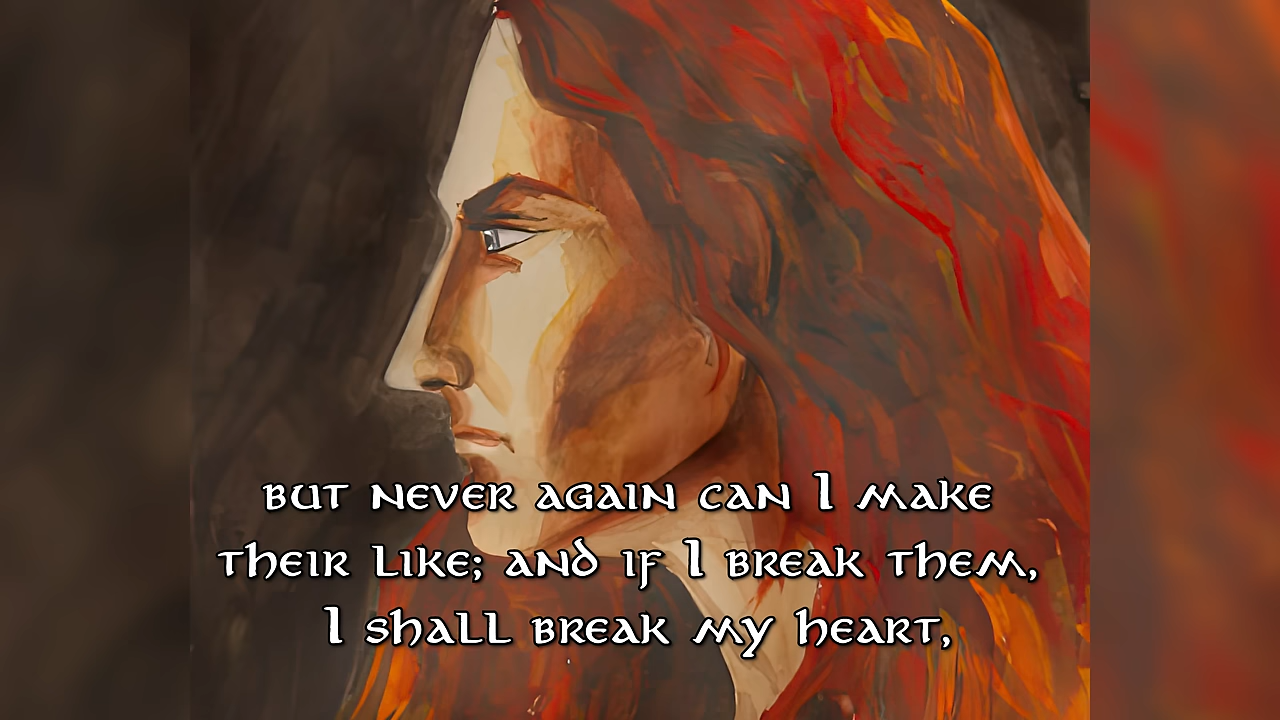 but never again can I make
their like; and if I break them,
I shall break my heart,